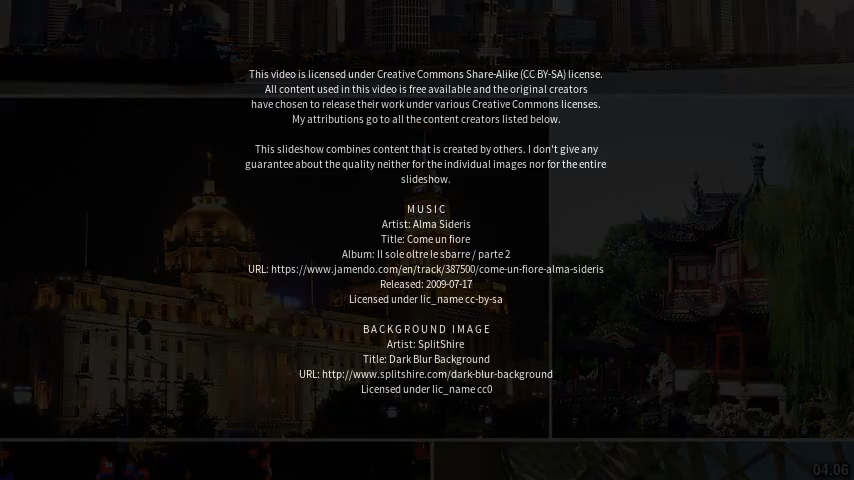 This video is licensed under Creative Commons Share-Alike (CC BY-SA) license.
All content used in this video is free available and the original creators
have chosen to release their work under various Creative Commons licenses.
My attributions go to all the content creators listed below.
This slideshow combines content that is created by others. I don't give any
guarantee about the quality neither for the individual images nor for the entire
slideshow.
MUSIC
Artist: Alma Sideris
Title: Come un fiore
Album: Il sole oltre le sbarre / parte 2
URL: https://www.jamendo.com/en/track/387500/come-un-fiore-alma-sideris
Released: 2009-07-17
Licensed under lic_name cc-by-sa
BACKGROUND IMAGE
Artist: SplitShire
Title: Dark Blur Background
URL: http://www.splitshire.com/dark-blur-background
Licensed under lic_name cc0
04.06